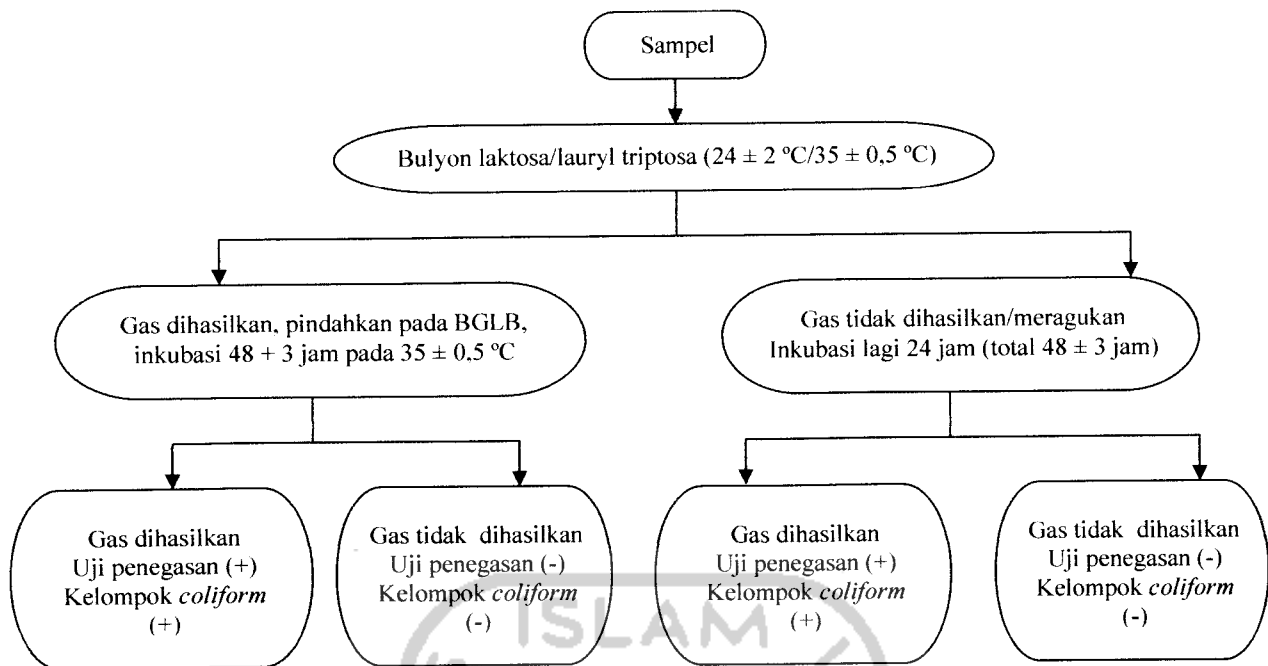 Sampel
Bulyon laktosa/lauryl triptosa (24 ± 2 ºC/35 ± 0,5 ºC)
Gas dihasilkan, pindahkan pada BGLB,
inkubasi 48 + 3 jam pada 35 ± 0,5 ºC
Gas tidak dihasilkan/meragukan
Inkubasi lagi 24 jam (total 48 ± 3 jam)
Gas dihasilkan
Uji penegasan (+)
Kelompok coliform
(+)
Gas tidak dihasilkan
Uji penegasan (-)
Kelompok coliform
(-)
Gas dihasilkan
Uji penegasan (+)
Kelompok coliform
(+)
Gas tidak dihasilkan
Uji penegasan (-)
Kelompok coliform
(-)
ISLAM